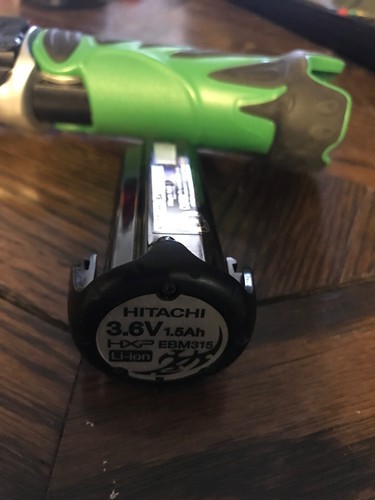 HITACHI
3.6V 1.5Ah
HXP EBM315
Li-ion